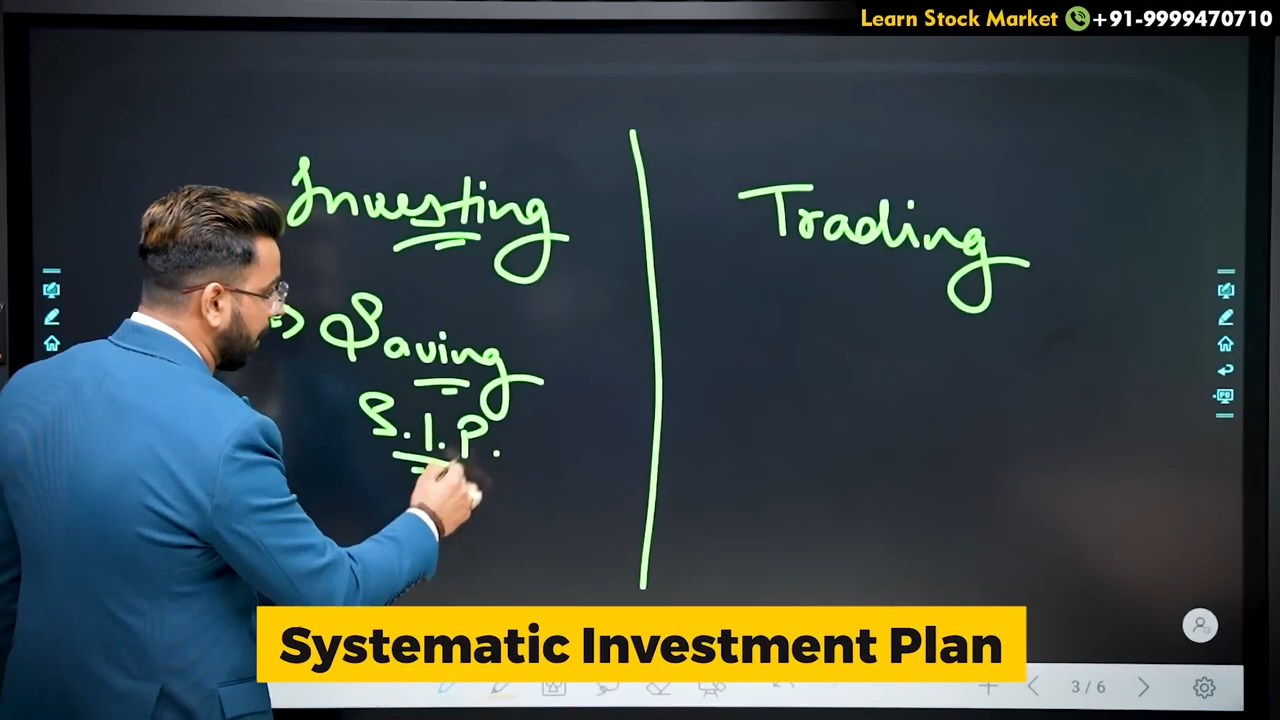 Learn Stock Market +91-9999470710
Investing
Trading
=> Saving
S.I.P.
Systematic Investment Plan
3 / 6